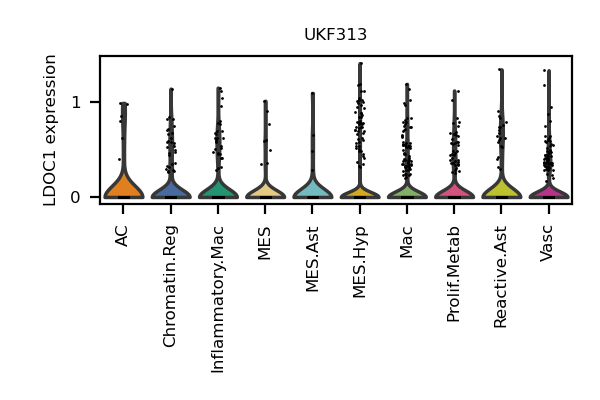 UKF313
LDOC1 expression
1
0
AC
Chromatin.Reg
Inflammatory.Mac
MES
MES.Ast
MES.Hyp
Mac
Prolif.Metab
Reactive.Ast
Vasc